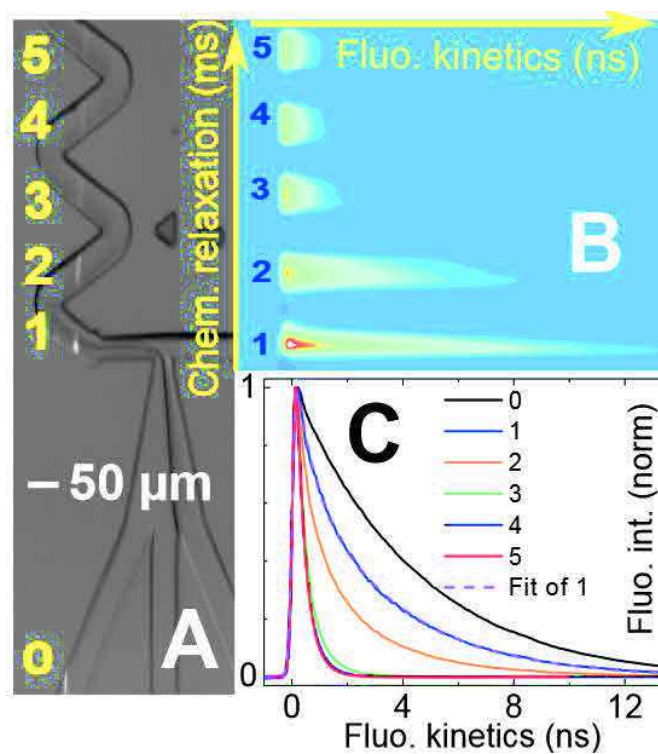 5
4
3
2
1
0
50 µm
A
Chem. relaxation (ms)
Fluo. kinetics (ns)
5
4
3
2
1
B
C
0
1
2
3
4
5
Fit of 1
1
0
Fluo. int. (norm)
0 4 8 12
Fluo. kinetics (ns)